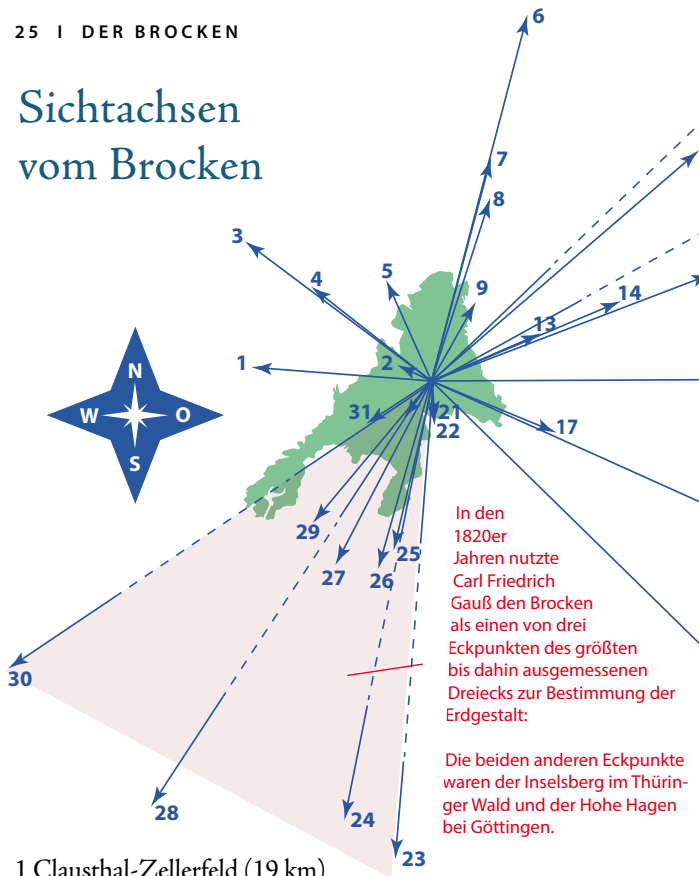 25 I DER BROCKEN
Sichtachsen
vom Brocken
6
7
8
3
4
5
9
14
13
1
2
N
W O
S
31
21
22
17
29
25
27
26
In den
1820er
Jahren nutzte
Carl Friedrich
Gauß den Brocken
als einen von drei
Eckpunkten des größten
bis dahin ausgemessenen
Dreiecks zur Bestimmung der
Erdgestalt:
Die beiden anderen Eckpunkte
waren der Inselsberg im Thürin-
ger Wald und der Hohe Hagen
bei Göttingen.
30
28
24
23
1 Clausthal-Zellerfeld (19 km)